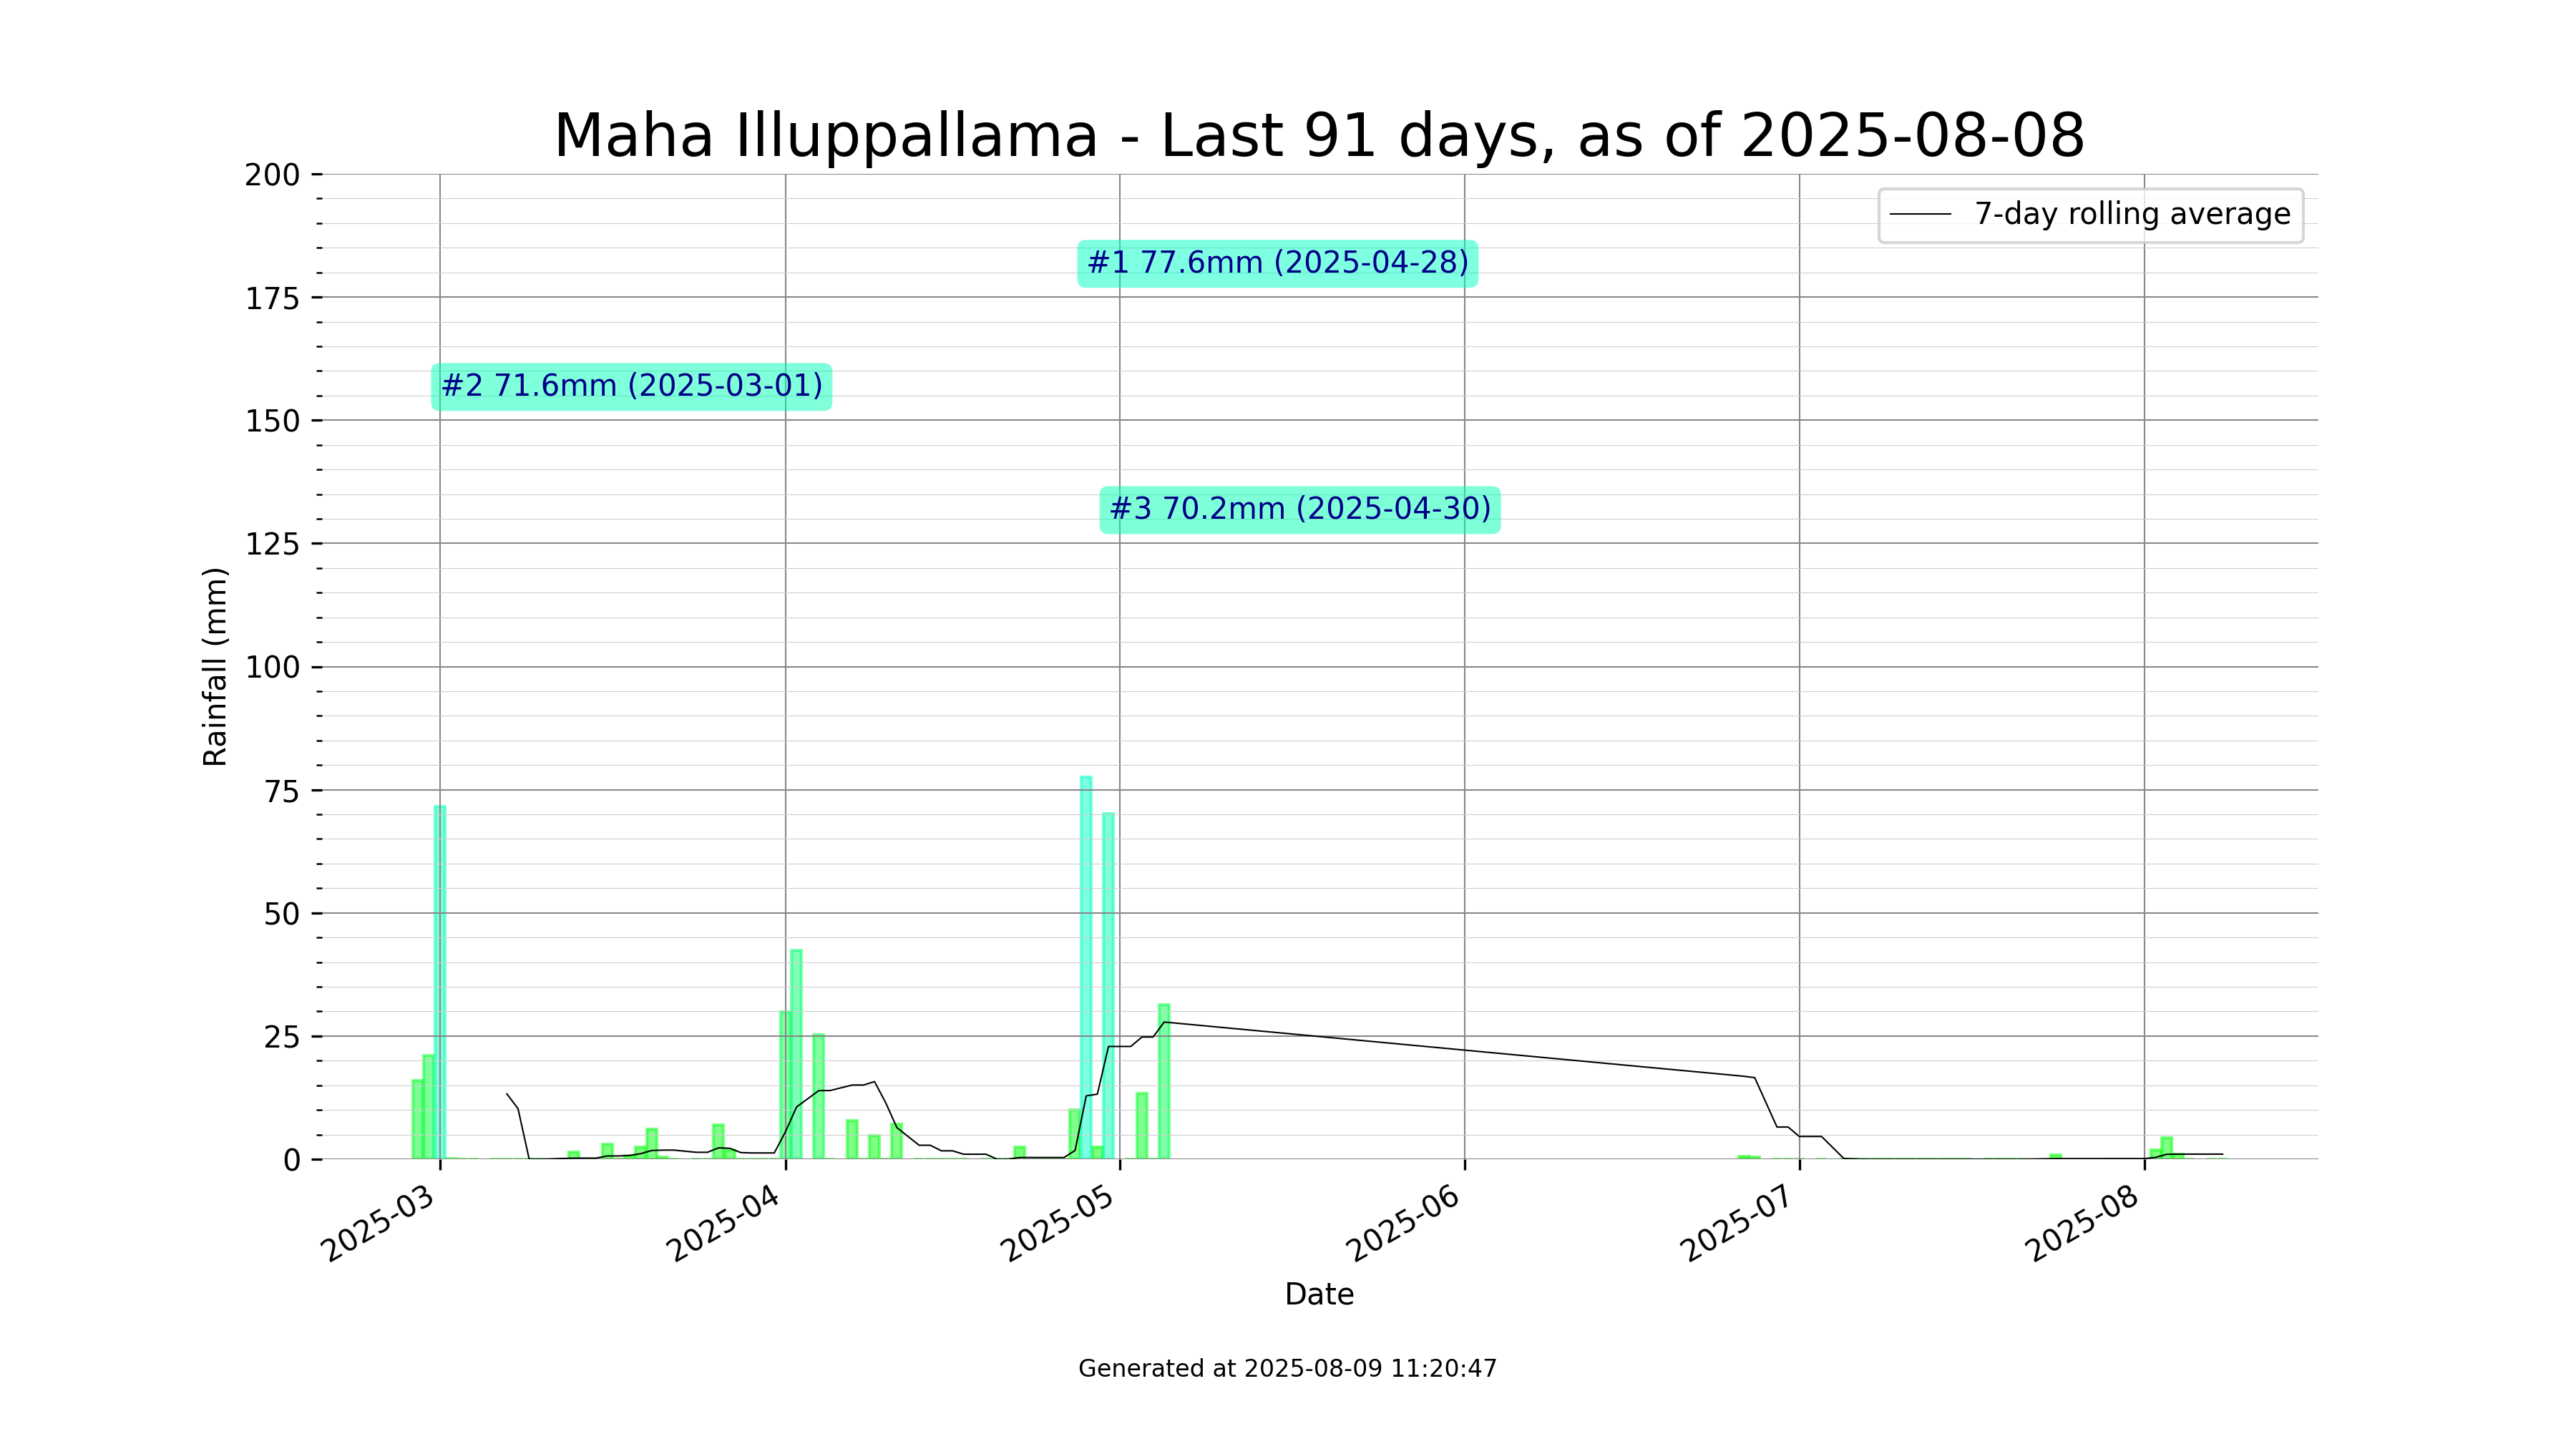 Maha Illuppallama - Last 91 days, as of 2025-08-08
200
175
150
125
100
75
50
25
0
Rainfall (mm)
7-day rolling average
#1 77.6mm (2025-04-28)
#2 71.6mm (2025-03-01)
#3 70.2mm (2025-04-30)
2025-03
2025-04
2025-05
2025-06
2025-07
2025-08
Date
Generated at 2025-08-09 11:20:47